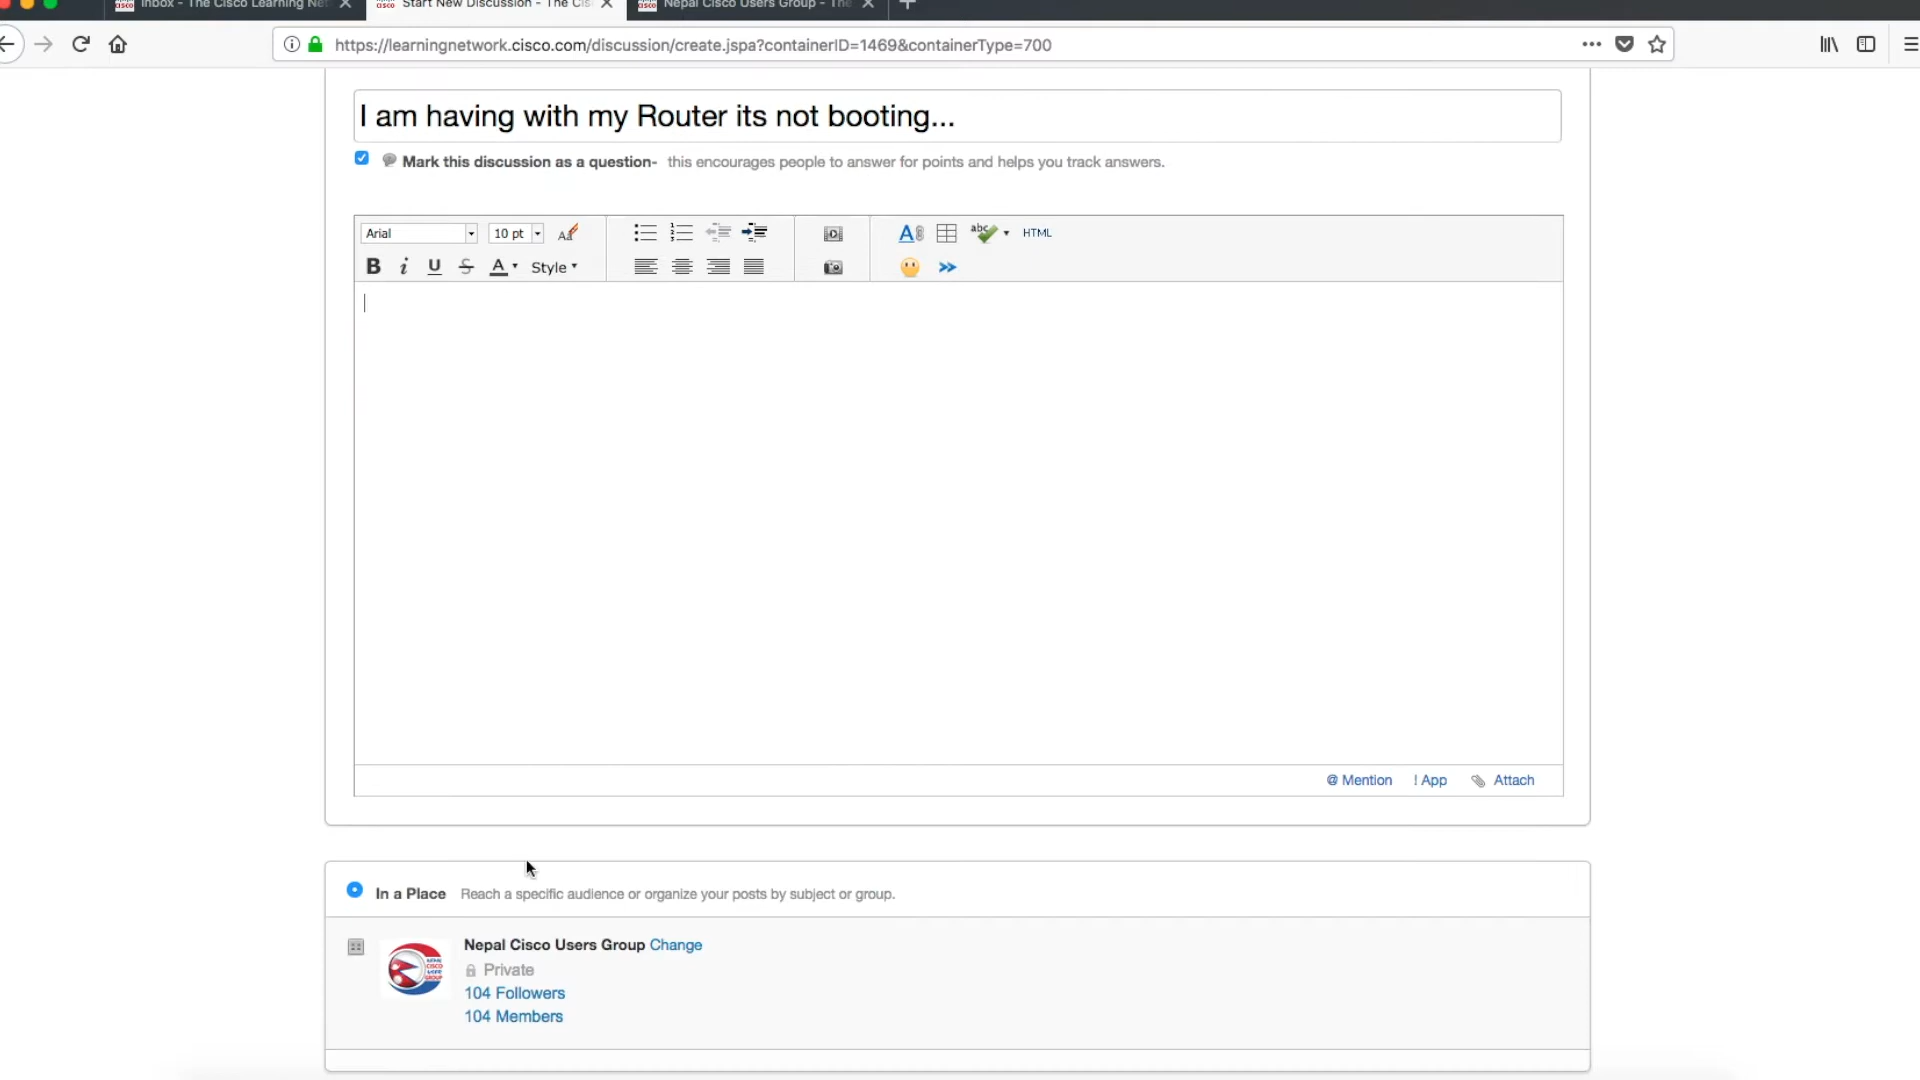 Inbox - The Cisco Learning Net
Start New Discussion - The Cis
Nepal Cisco Users Group - The
https://learningnetwork.cisco.com/discussion/create.jspa?containerID=1469&containerType=700
I am having with my Router its not booting...
Mark this discussion as a question- this encourages people to answer for points and helps you track answers.
Arial 10 pt HTML
B i U S A Style
@ Mention ! App Attach
In a Place Reach a specific audience or organize your posts by subject or group.
Nepal Cisco Users Group Change
Private
104 Followers
104 Members